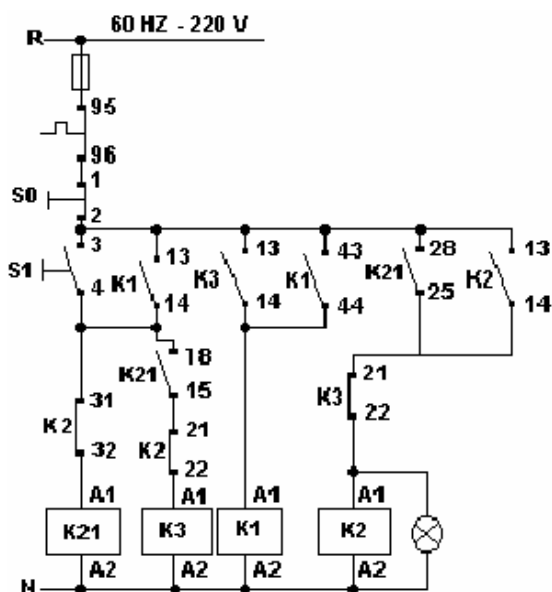 60 HZ - 220 V
R
95
96
1
S0
2
3 13 13 43 28 13
S1 K1 K3 K1 K21 K2
4 14 14 44 25 14
18
K21
15
21
K3
22
31 21
K2 K2
32 22
A1 A1 A1 A1
K21 K3 K1 K2
A2 A2 A2 A2
N